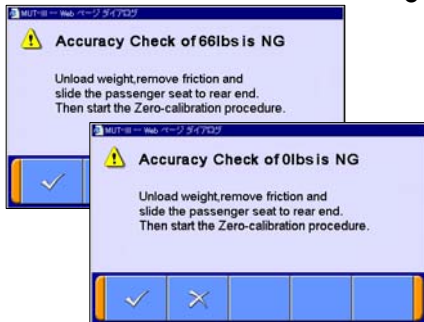 MUT-III -- Web ページ ダイアログ
Accuracy Check of 66lbs is NG
Unload weight,remove friction and
slide the passenger seat to rear end.
Then start the Zero-calibration procedure.
MUT-III -- Web ページ ダイアログ
Accuracy Check of 0lbs is NG
Unload weight,remove friction and
slide the passenger seat to rear end.
Then start the Zero-calibration procedure.